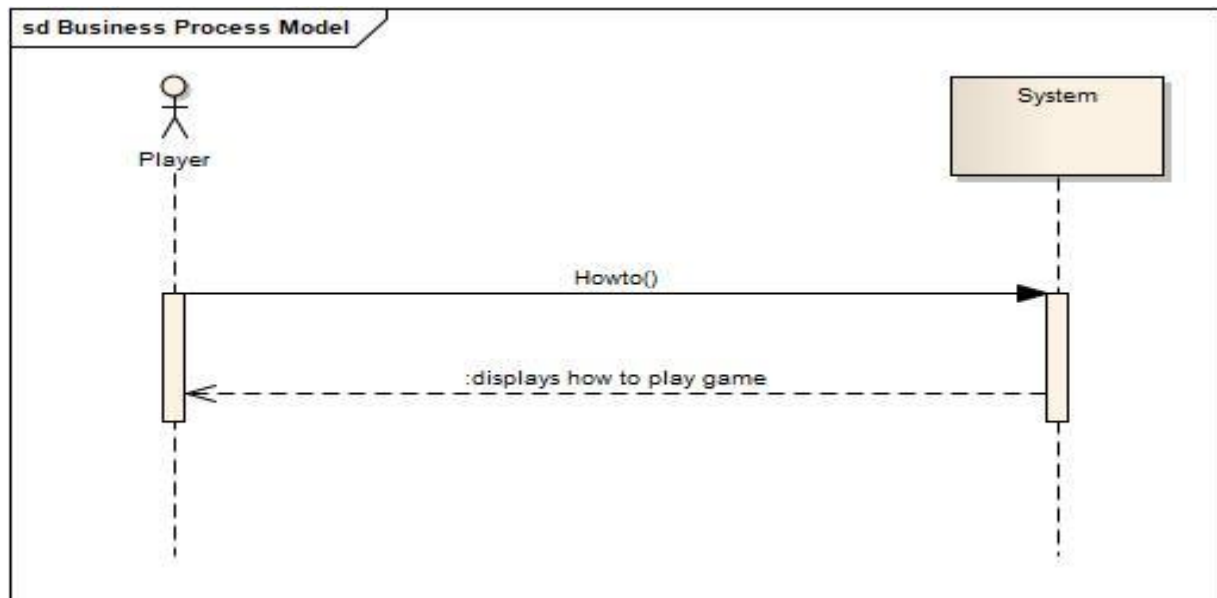 sd Business Process Model
System
Player
Howto()
:displays how to play game